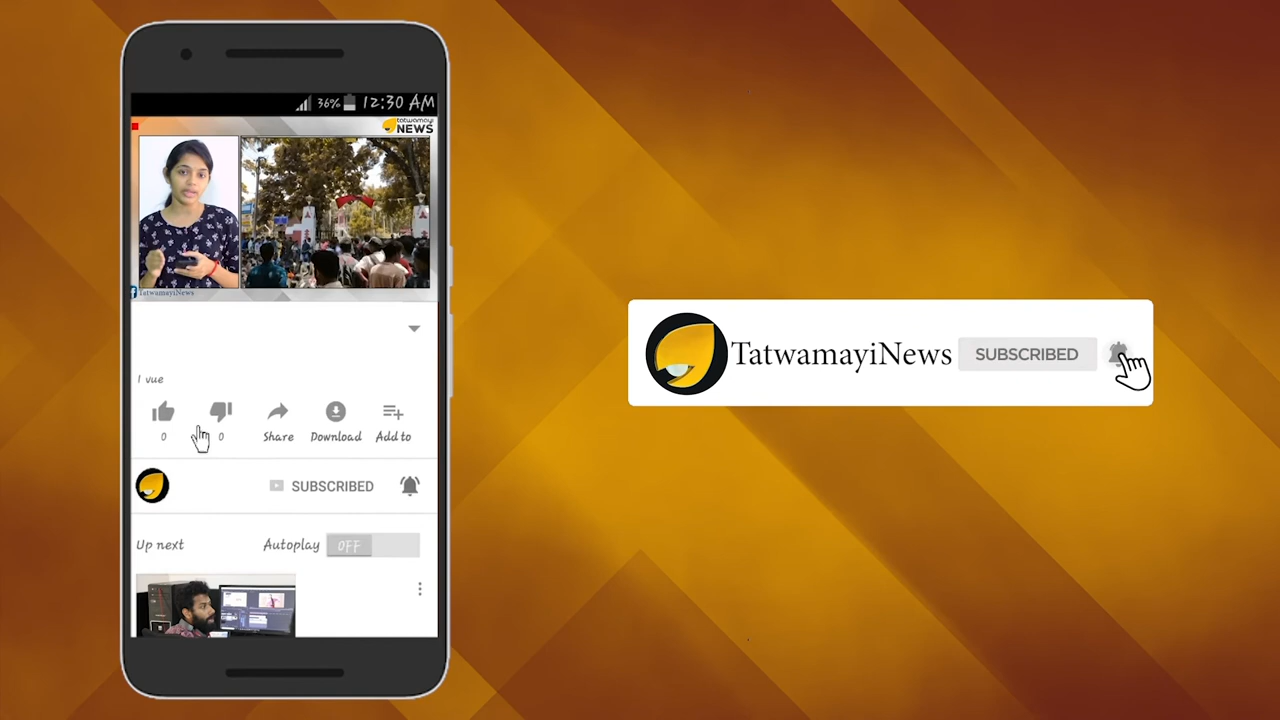 36% 12:30 AM
tatwamayi
NEWS
TatwamayiNews
1 vue
0 0 Share Download Add to
SUBSCRIBED
Up next Autoplay OFF
TatwamayiNews SUBSCRIBED